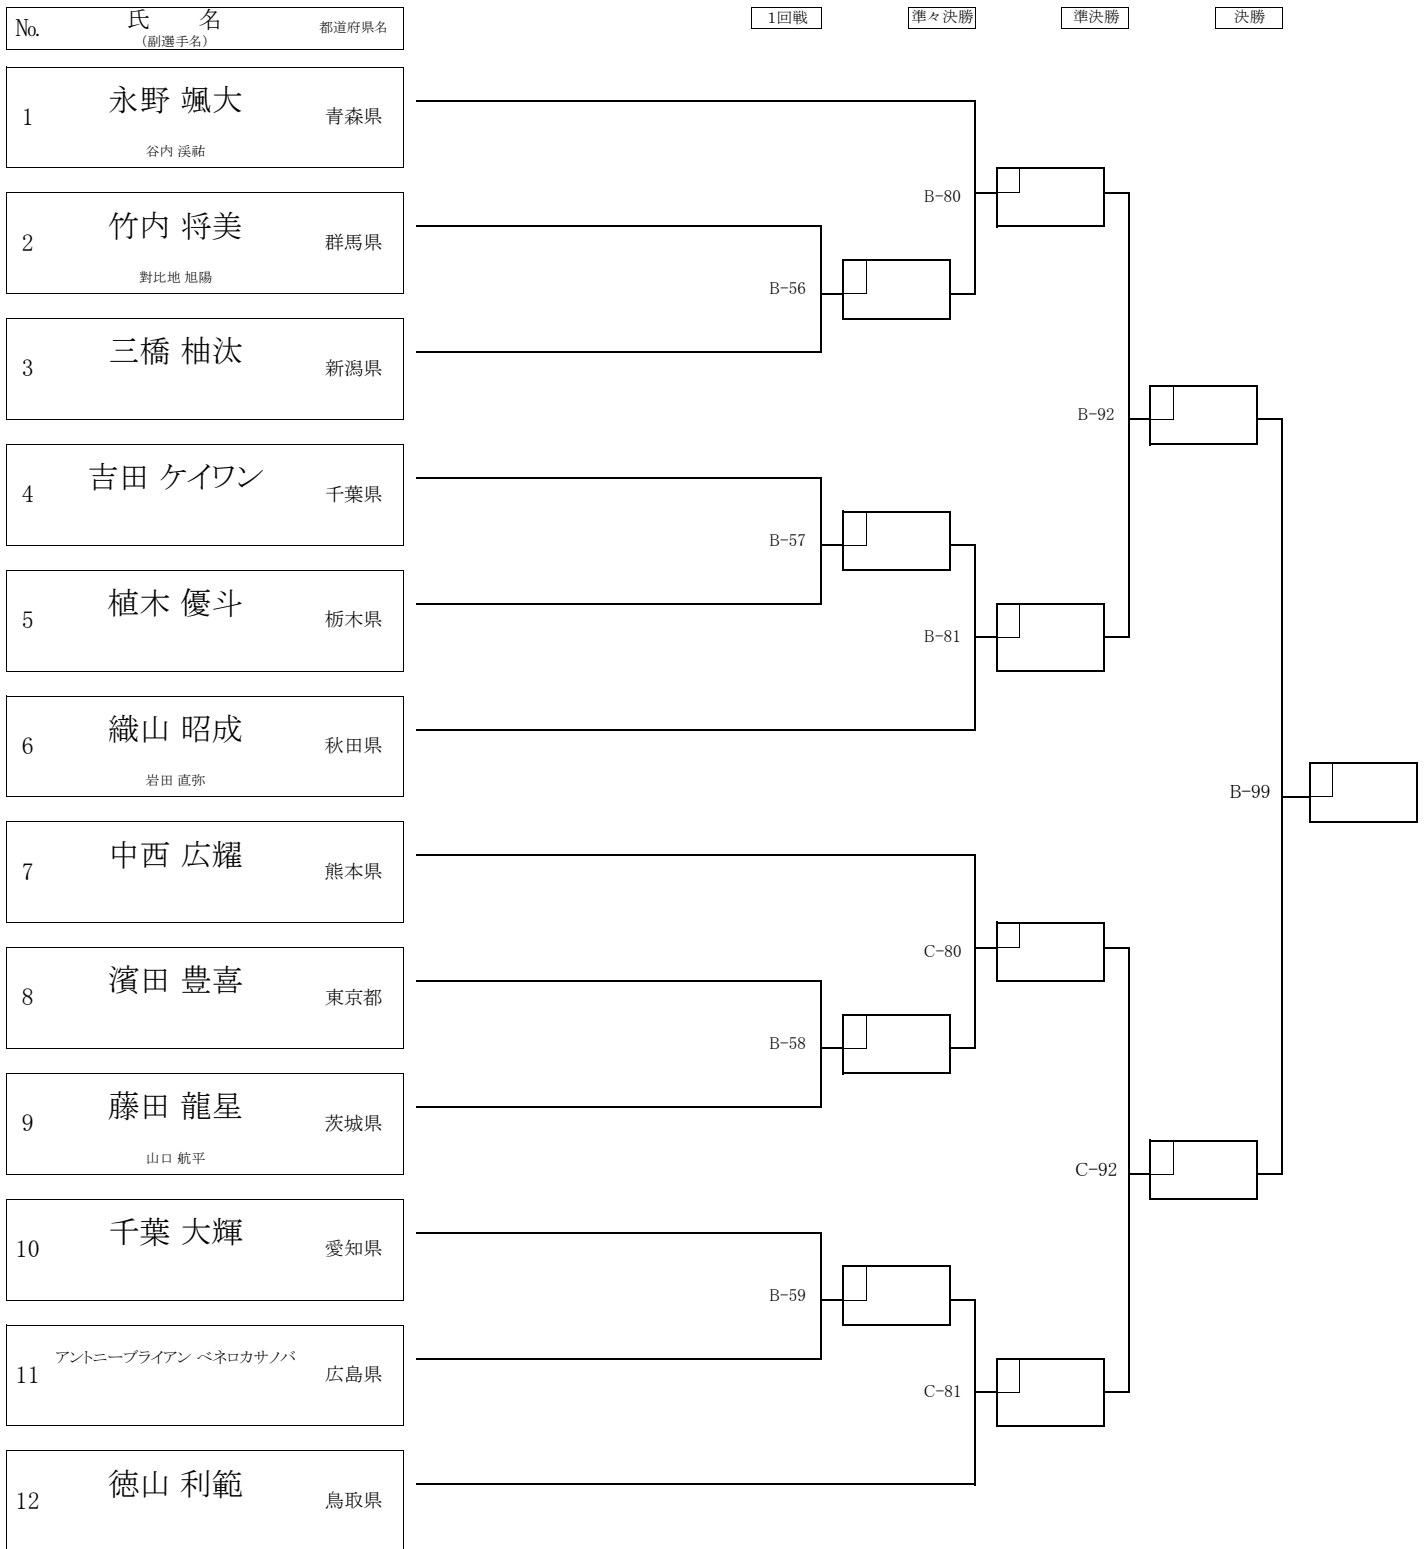 No.
氏　名
（副選手名）
都道府県名
1回戦
準々決勝
準決勝
決勝
1
永野 颯大
青森県
谷内 渓祐
B-80
2
竹内 将美
群馬県
對比地 旭陽
B-56
3
三橋 柚汰
新潟県
B-92
4
吉田 ケイワン
千葉県
B-57
5
植木 優斗
栃木県
B-81
6
織山 昭成
秋田県
岩田 直弥
B-99
7
中西 広耀
熊本県
C-80
8
濱田 豊喜
東京都
B-58
9
藤田 龍星
茨城県
山口 航平
C-92
10
千葉 大輝
愛知県
B-59
11
アントニーブライアン ベネロカサノバ
広島県
C-81
12
徳山 利範
鳥取県